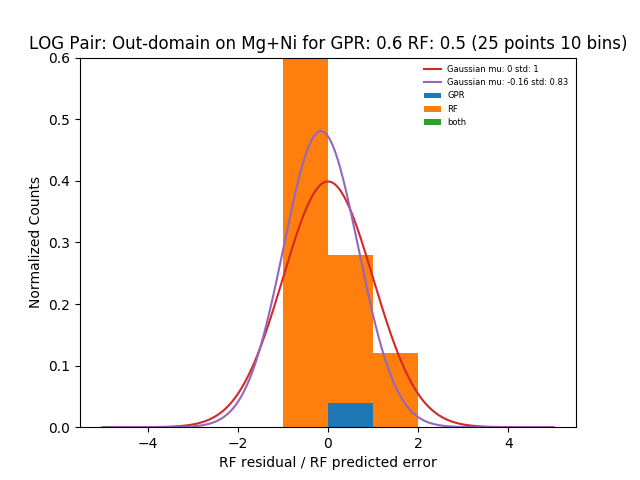 LOG Pair: Out-domain on Mg+Ni for GPR: 0.6 RF: 0.5 (25 points 10 bins)
Gaussian mu: 0 std: 1
Gaussian mu: -0.16 std: 0.83
GPR
RF
both
Normalized Counts
0.6
0.5
0.4
0.3
0.2
0.1
0.0
−4 −2 0 2 4
RF residual / RF predicted error